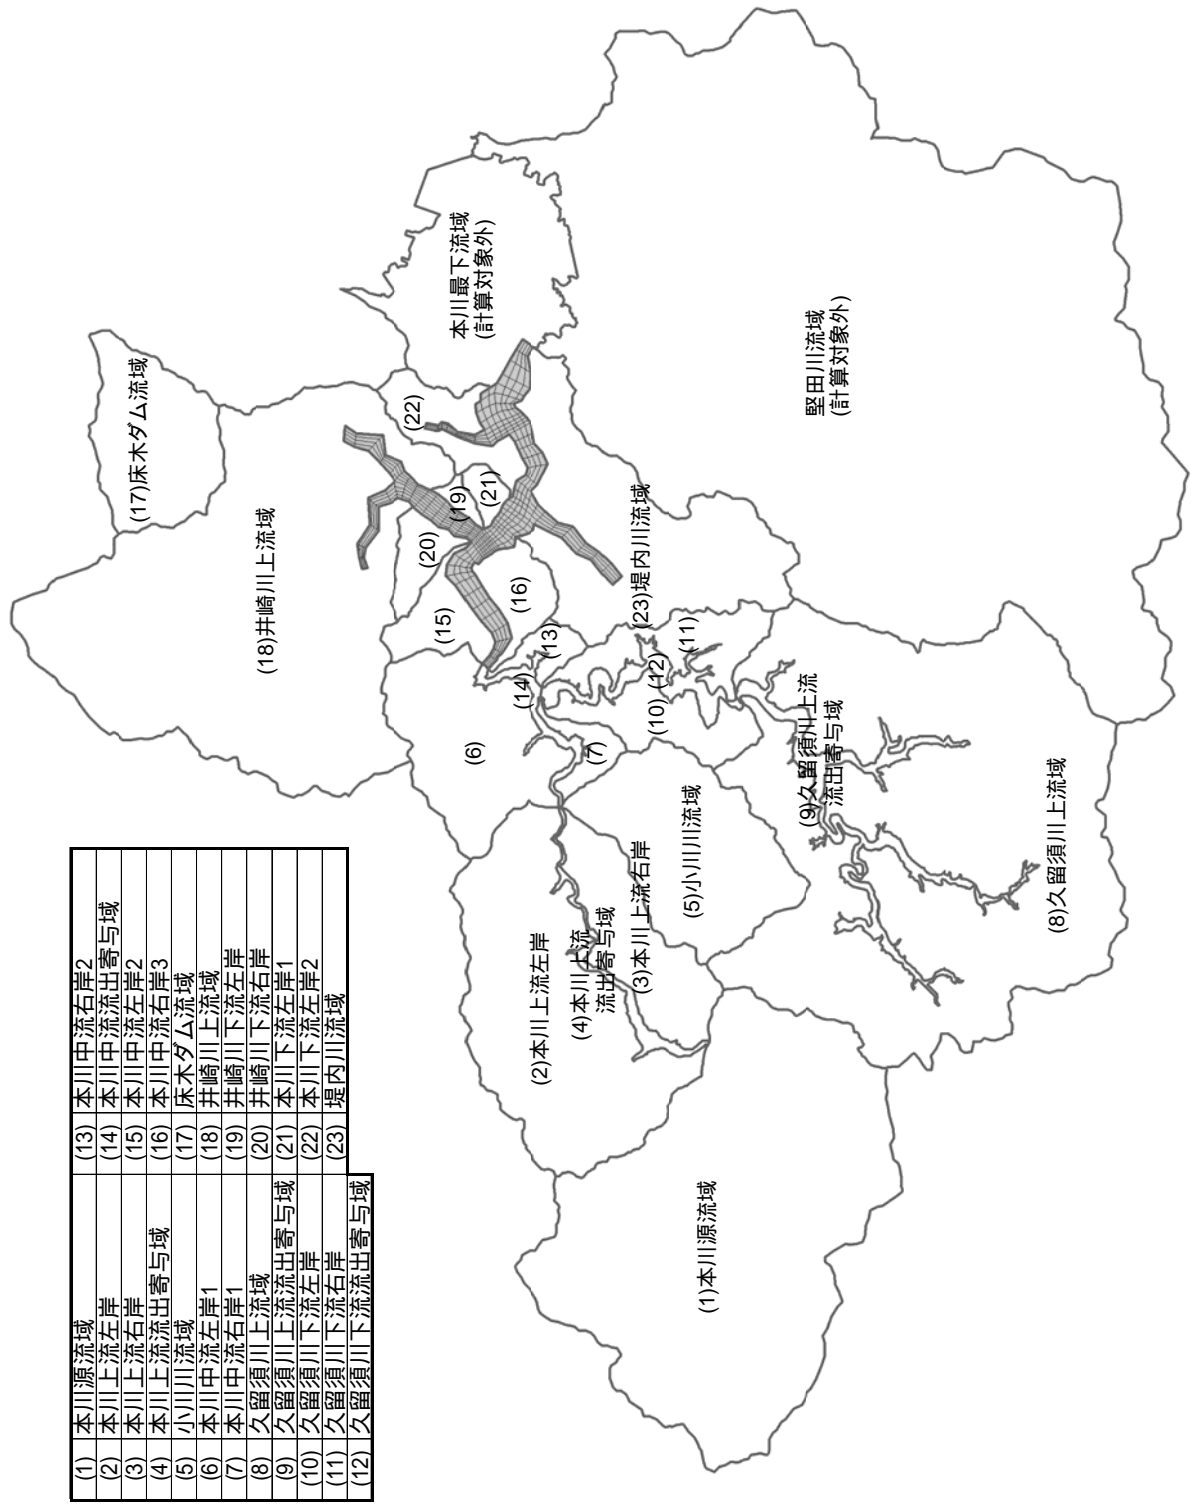 (1) 本川源流域
(2) 本川上流左岸
(3) 本川上流右岸
(4) 本川上流流出寄与域
(5) 小川川流域
(6) 本川中流左岸1
(7) 本川中流右岸1
(8) 久留須川上流域
(9) 久留須川上流流出寄与域
(10) 久留須川下流左岸
(11) 久留須川下流右岸
(12) 久留須川下流流出寄与域
(13) 本川中流右岸2
(14) 本川中流流出寄与域
(15) 本川中流左岸2
(16) 本川中流右岸3
(17) 床木ダム流域
(18) 井崎川上流域
(19) 井崎川下流左岸
(20) 井崎川下流右岸
(21) 本川下流左岸1
(22) 本川下流左岸2
(23) 堤内川流域
(17)床木ダム流域
(18)井崎川上流域
本川最下流域
(計算対象外)
(22)
(19)
(21)
(20)
(15)
(16)
(13)
(14)
(6)
(7)
(23)堤内川流域
(11)
(12)
(10)
堅田川流域
(計算対象外)
(9)久留須川上流
流出寄与域
(8)久留須川上流域
(5)小川川流域
(3)本川上流右岸
(4)本川上流
流出寄与域
(2)本川上流左岸
(1)本川源流域